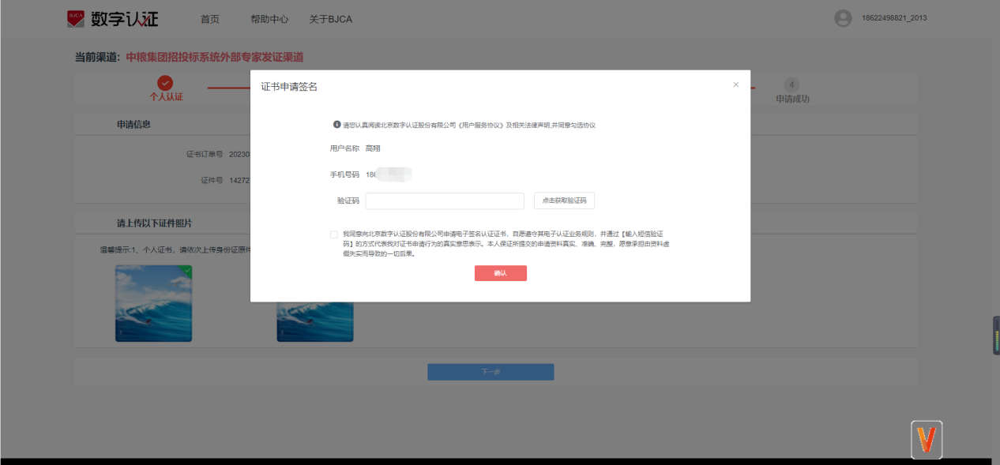 BJCA 数字认证 首页 帮助中心 关于BJCA 18622498821_2013
当前渠道：中粮集团招投标系统外部专家发证渠道
个人认证
4
申请成功
申请信息
证书订单号 20230
证件号 14272
请上传以下证件照片
温馨提示:1、个人证书，请依次上传身份证原件
证书申请签名
请您认真阅读北京数字认证股份有限公司《用户服务协议》及相关法律声明,并同意勾选协议
用户名称 高翔
手机号码 186
验证码 点击获取验证码
我同意向北京数字认证股份有限公司申请电子签名认证证书，自愿遵守其电子认证业务规则，并通过【输入短信验证
码】的方式代表我对证书申请行为的真实意思表示。本人保证所提交的申请资料真实、准确、完整，愿意承担由资料虚
假失实而导致的一切后果。
确认
下一步